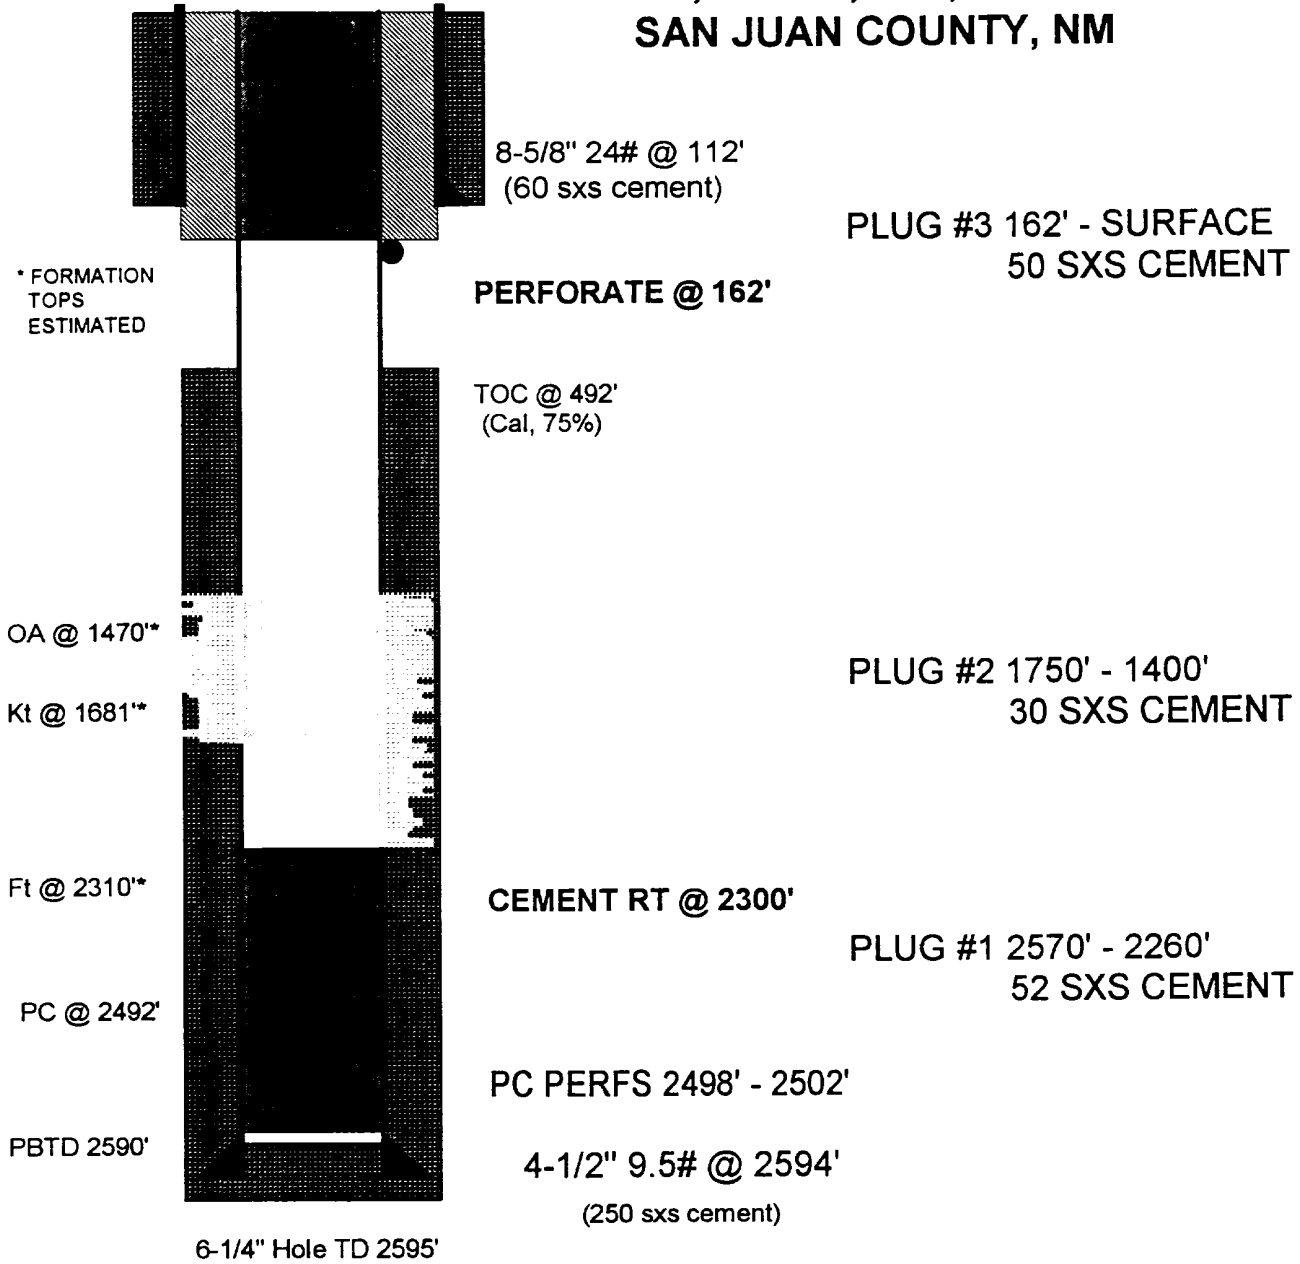 SAN JUAN COUNTY, NM
8-5/8" 24# @ 112'
(60 sxs cement)
PLUG #3 162' - SURFACE
50 SXS CEMENT
* FORMATION
TOPS
ESTIMATED
PERFORATE @ 162'
TOC @ 492'
(Cal, 75%)
OA @ 1470'*
PLUG #2 1750' - 1400'
30 SXS CEMENT
Kt @ 1681'*
Ft @ 2310'*
CEMENT RT @ 2300'
PLUG #1 2570' - 2260'
52 SXS CEMENT
PC @ 2492'
PC PERFS 2498' - 2502'
PBTD 2590'
4-1/2" 9.5# @ 2594'
(250 sxs cement)
6-1/4" Hole TD 2595'